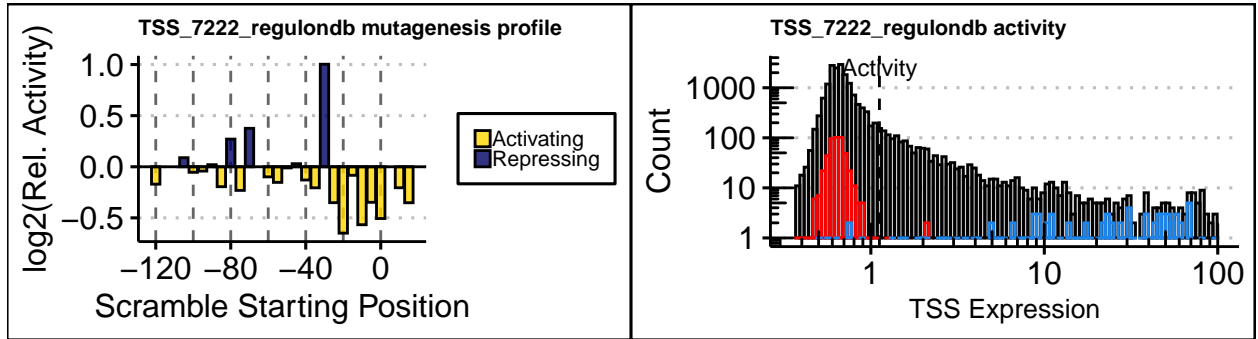 TSS_7222_regulondb mutagenesis profile
log2(Rel. Activity)
1.0
0.5
0.0
−0.5
−120
−80
−40
0
Scramble Starting Position
Activating
Repressing
TSS_7222_regulondb activity
Activity
Count
1000
100
10
1
1
10
100
TSS Expression